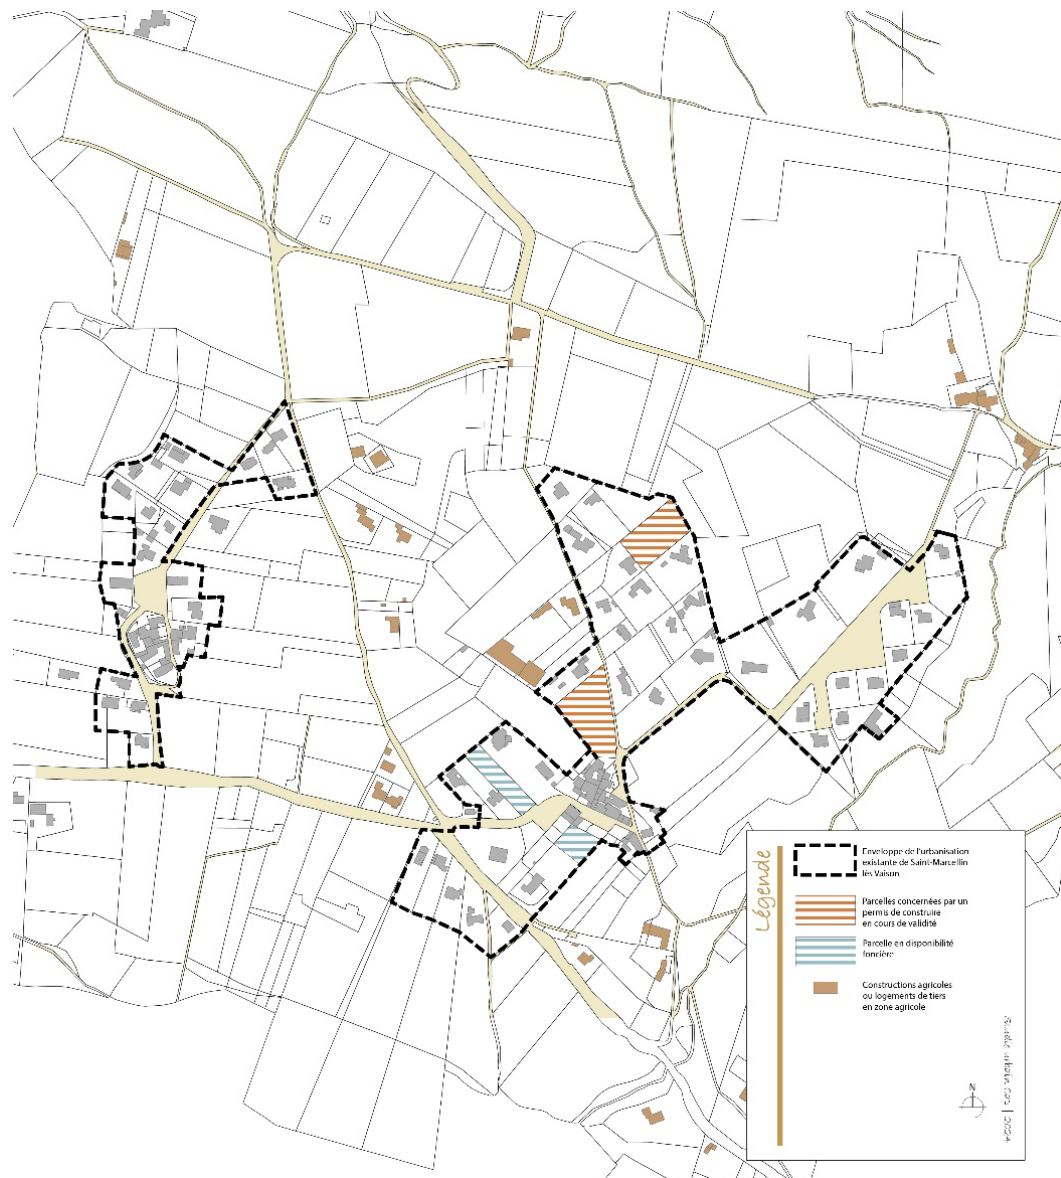 Légende
Enveloppe de l'urbanisation
existante de Saint-Marcellin
lès Vaison
Parcelles concernées par un
permis de construire
en cours de validité
Parcelle en disponibilité
foncière
Constructions agricoles
ou logements de tiers
en zone agricole
N